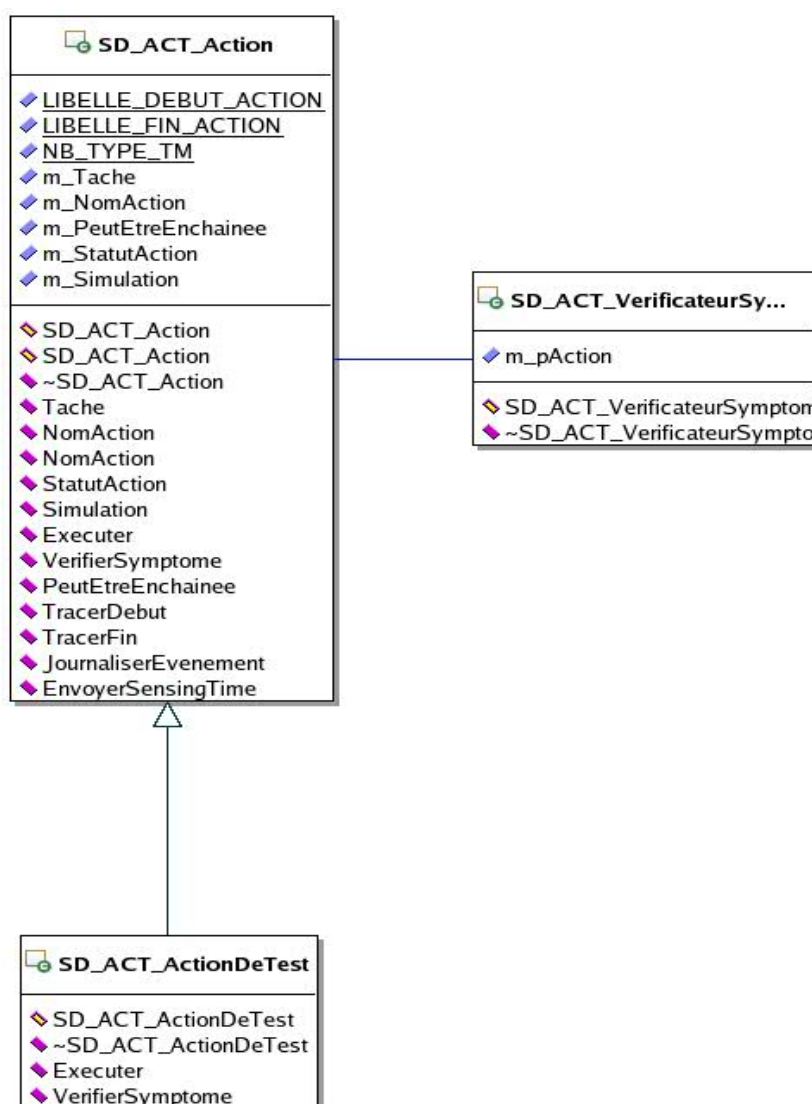 SD_ACT_Action
LIBELLE_DEBUT_ACTION
LIBELLE_FIN_ACTION
NB_TYPE_TM
m_Tache
m_NomAction
m_PeutEtreEnchainee
m_StatutAction
m_Simulation
SD_ACT_Action
SD_ACT_Action
~SD_ACT_Action
Tache
NomAction
NomAction
StatutAction
Simulation
Executer
VerifierSymptome
PeutEtreEnchainee
TracerDebut
TracerFin
JournaliserEvenement
EnvoyerSensingTime
SD_ACT_VerificateurSy...
m_pAction
SD_ACT_VerificateurSymptom
~SD_ACT_VerificateurSympto
SD_ACT_ActionDeTest
SD_ACT_ActionDeTest
~SD_ACT_ActionDeTest
Executer
VerifierSymptome